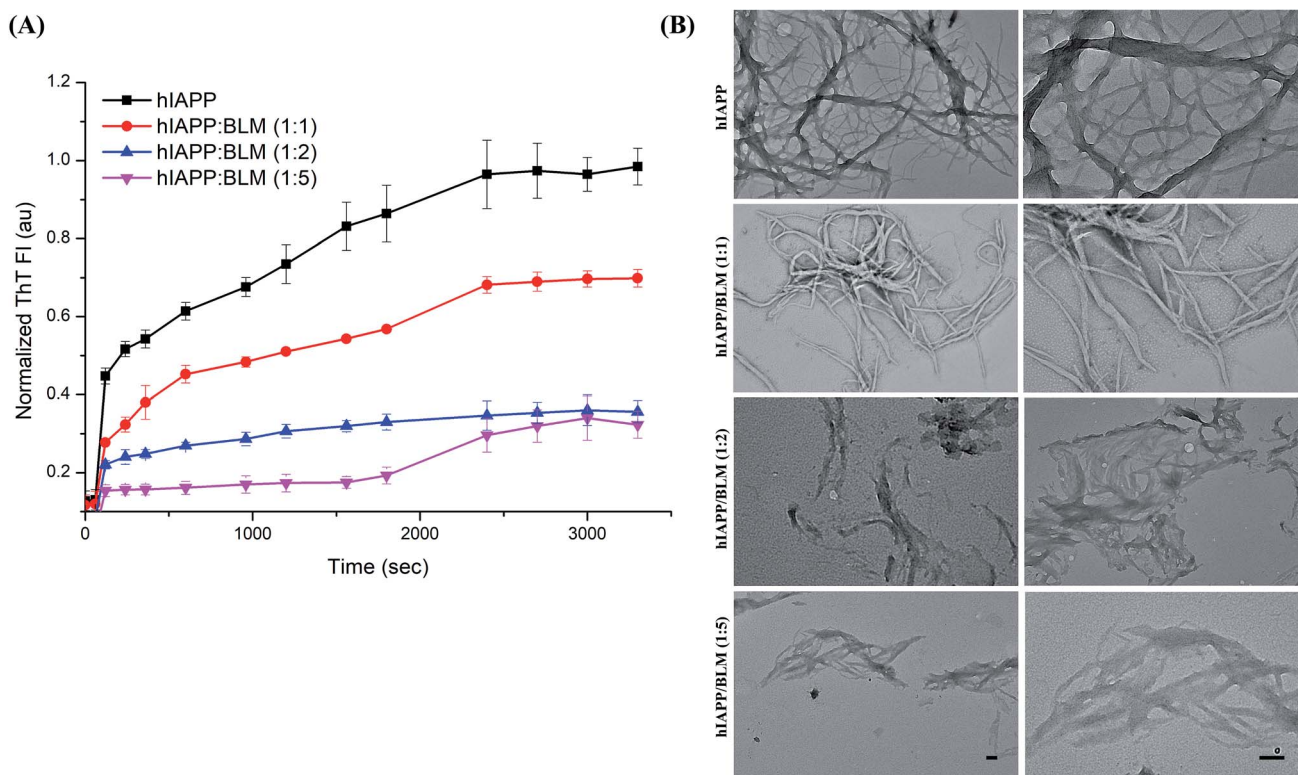 (A)
(B)
1.2
1.0
0.8
0.6
0.4
0.2
Normalized ThT FI (au)
hIAPP
hIAPP:BLM (1:1)
hIAPP:BLM (1:2)
hIAPP:BLM (1:5)
0
1000
2000
3000
Time (sec)
hIAPP
hIAPP/BLM (1:1)
hIAPP/BLM (1:2)
hIAPP/BLM (1:5)